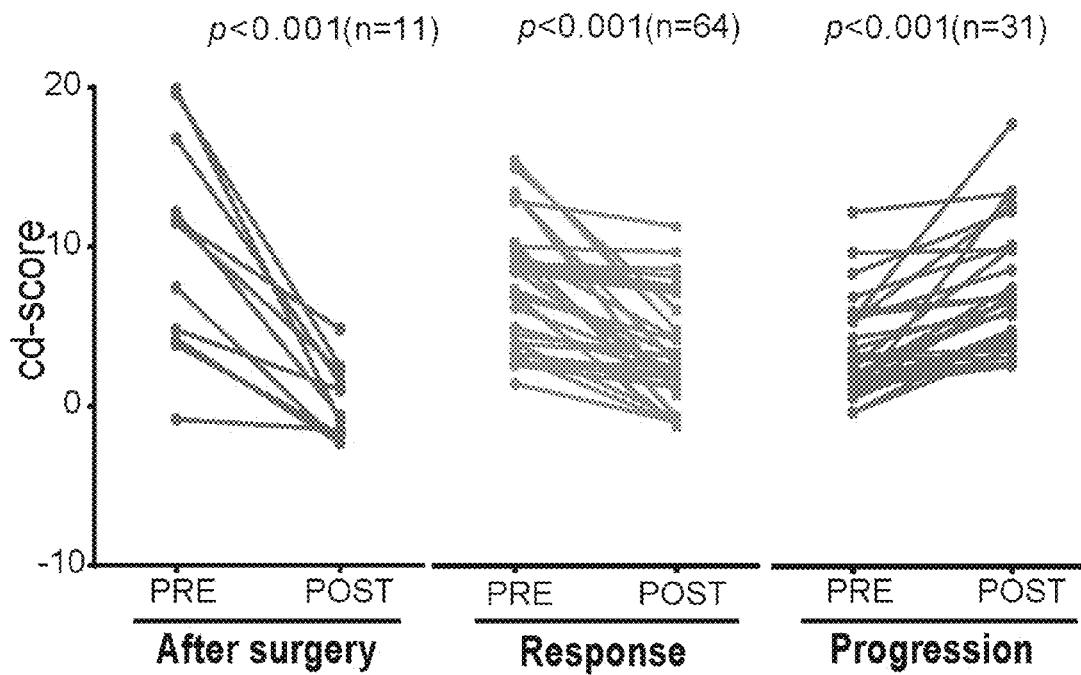 p<0.001(n=11) p<0.001(n=64) p<0.001(n=31)
20
10
0
-10
cd-score
PRE POST PRE POST PRE POST
After surgery Response Progression